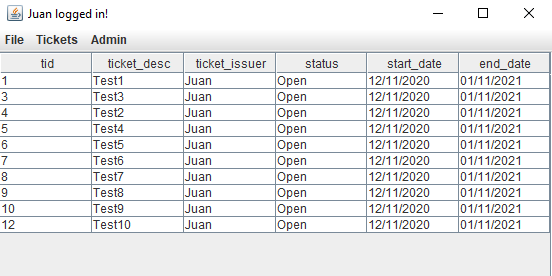 Juan logged in!
File Tickets Admin
tid ticket_desc ticket_issuer status start_date end_date
1 Test1 Juan Open 12/11/2020 01/11/2021
3 Test3 Juan Open 12/11/2020 01/11/2021
4 Test2 Juan Open 12/11/2020 01/11/2021
5 Test4 Juan Open 12/11/2020 01/11/2021
6 Test5 Juan Open 12/11/2020 01/11/2021
7 Test6 Juan Open 12/11/2020 01/11/2021
8 Test7 Juan Open 12/11/2020 01/11/2021
9 Test8 Juan Open 12/11/2020 01/11/2021
10 Test9 Juan Open 12/11/2020 01/11/2021
12 Test10 Juan Open 12/11/2020 01/11/2021